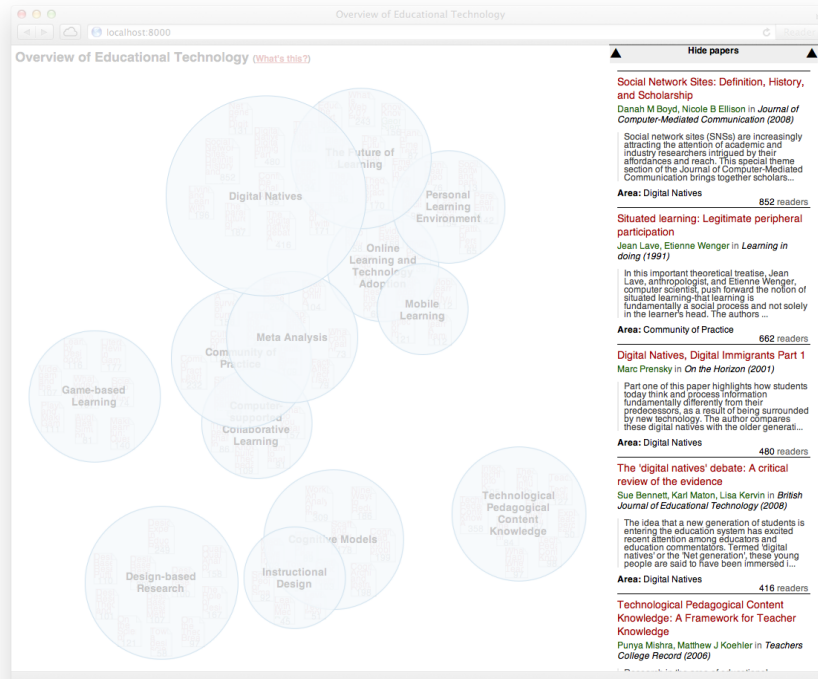 Overview of Educational Technology
localhost:8000
Reader
Overview of Educational Technology (What's this?)
The Future of
Learning
Digital Natives
Personal
Learning
Environment
Online
Learning and
Technology
Adoption
Mobile
Learning
Meta Analysis
Community of
Practice
Game-based
Learning
Computer-
supported
Collaborative
Learning
Technological
Pedagogical
Content
Knowledge
Cognitive Models
Design-based
Research
Instructional
Design
Hide papers
Social Network Sites: Definition, History,
and Scholarship
Danah M Boyd, Nicole B Ellison in Journal of
Computer-Mediated Communication (2008)
Social network sites (SNSs) are increasingly
attracting the attention of academic and
industry researchers intrigued by their
affordances and reach. This special theme
section of the Journal of Computer-Mediated
Communication brings together scholars...
Area: Digital Natives
852 readers
Situated learning: Legitimate peripheral
participation
Jean Lave, Etienne Wenger in Learning in
doing (1991)
In this important theoretical treatise, Jean
Lave, anthropologist, and Etienne Wenger,
computer scientist, push forward the notion of
situated learning-that learning is
fundamentally a social process and not solely
in the learner's head. The authors ...
Area: Community of Practice
662 readers
Digital Natives, Digital Immigrants Part 1
Marc Prensky in On the Horizon (2001)
Part one of this paper highlights how students
today think and process information
fundamentally differently from their
predecessors, as a result of being surrounded
by new technology. The author compares
these digital natives with the older generati...
Area: Digital Natives
480 readers
The 'digital natives' debate: A critical
review of the evidence
Sue Bennett, Karl Maton, Lisa Kervin in British
Journal of Educational Technology (2008)
The idea that a new generation of students is
entering the education system has excited
recent attention among educators and
education commentators. Termed 'digital
natives' or the 'Net generation', these young
people are said to have been immersed i...
Area: Digital Natives
416 readers
Technological Pedagogical Content
Knowledge: A Framework for Teacher
Knowledge
Punya Mishra, Matthew J Koehler in Teachers
College Record (2006)